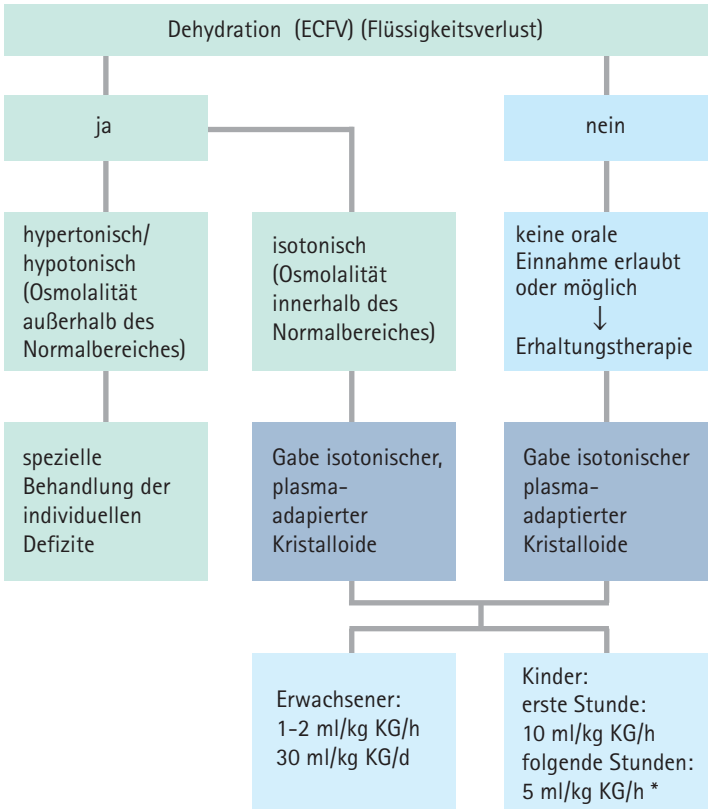 Dehydration (ECFV) (Flüssigkeitsverlust)
ja
nein
hypertonisch/
hypotonisch
(Osmolalität
außerhalb des
Normalbereiches)
isotonisch
(Osmolalität
innerhalb des
Normalbereiches)
keine orale
Einnahme erlaubt
oder möglich
↓
Erhaltungstherapie
spezielle
Behandlung der
individuellen
Defizite
Gabe isotonischer,
plasma-
adapierter
Kristalloide
Gabe isotonischer
plasma-
adaptierter
Kristalloide
Erwachsener:
1-2 ml/kg KG/h
30 ml/kg KG/d
Kinder:
erste Stunde:
10 ml/kg KG/h
folgende Stunden:
5 ml/kg KG/h *